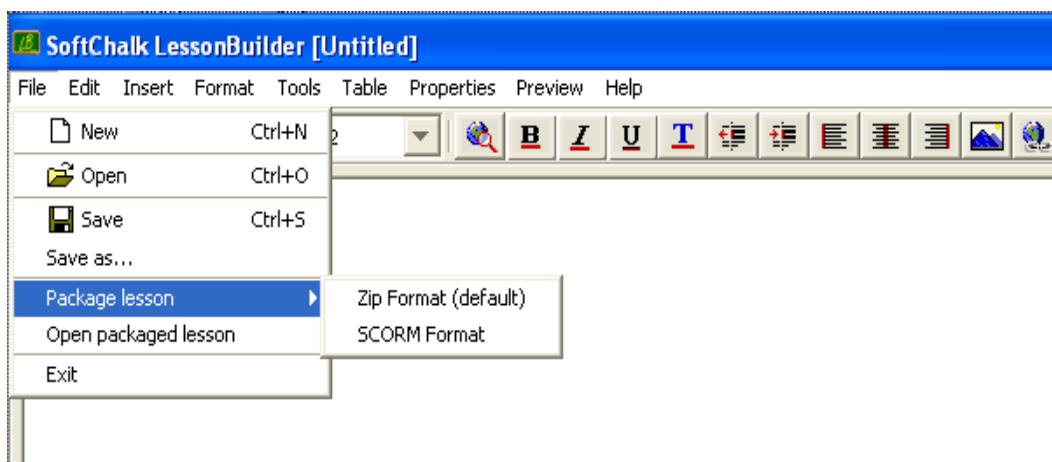 SoftChalk LessonBuilder [Untitled]
File Edit Insert Format Tools Table Properties Preview Help
New Ctrl+N
B I U T
Open Ctrl+O
Save Ctrl+S
Save as...
Package lesson
Zip Format (default)
Open packaged lesson
SCORM Format
Exit